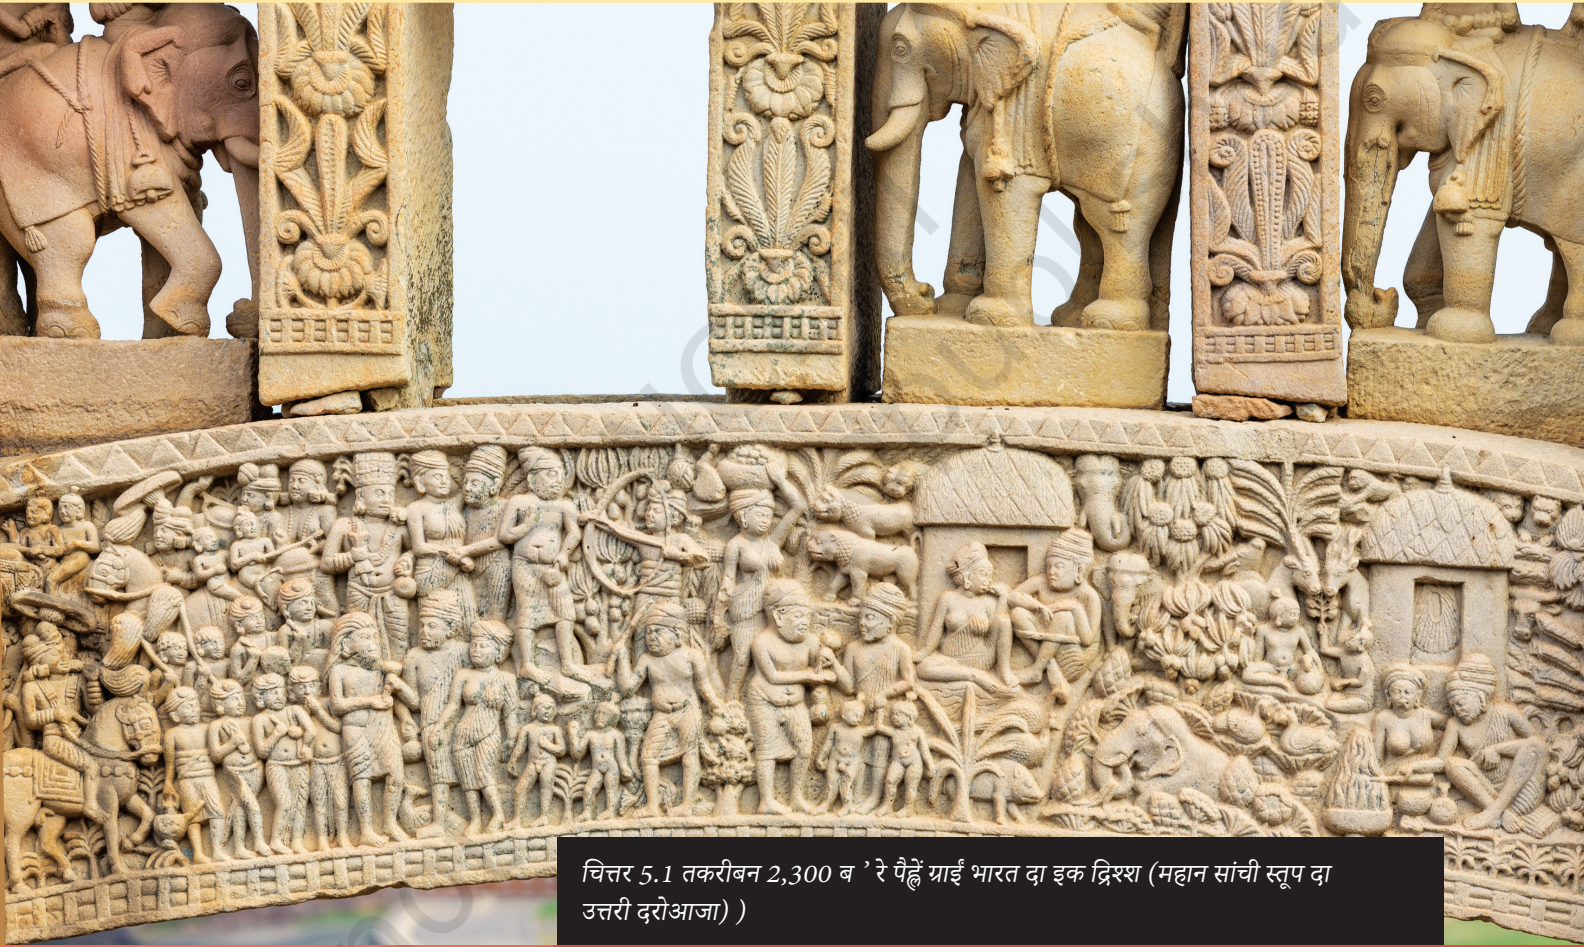 चित्तर 5.1 तकरीबन 2,300 ब ’ रे पैह्लें ग्राईं भारत दा इक द्रिश्श (महान सांची स्तूप दा
उत्तरी दरोआजा) )